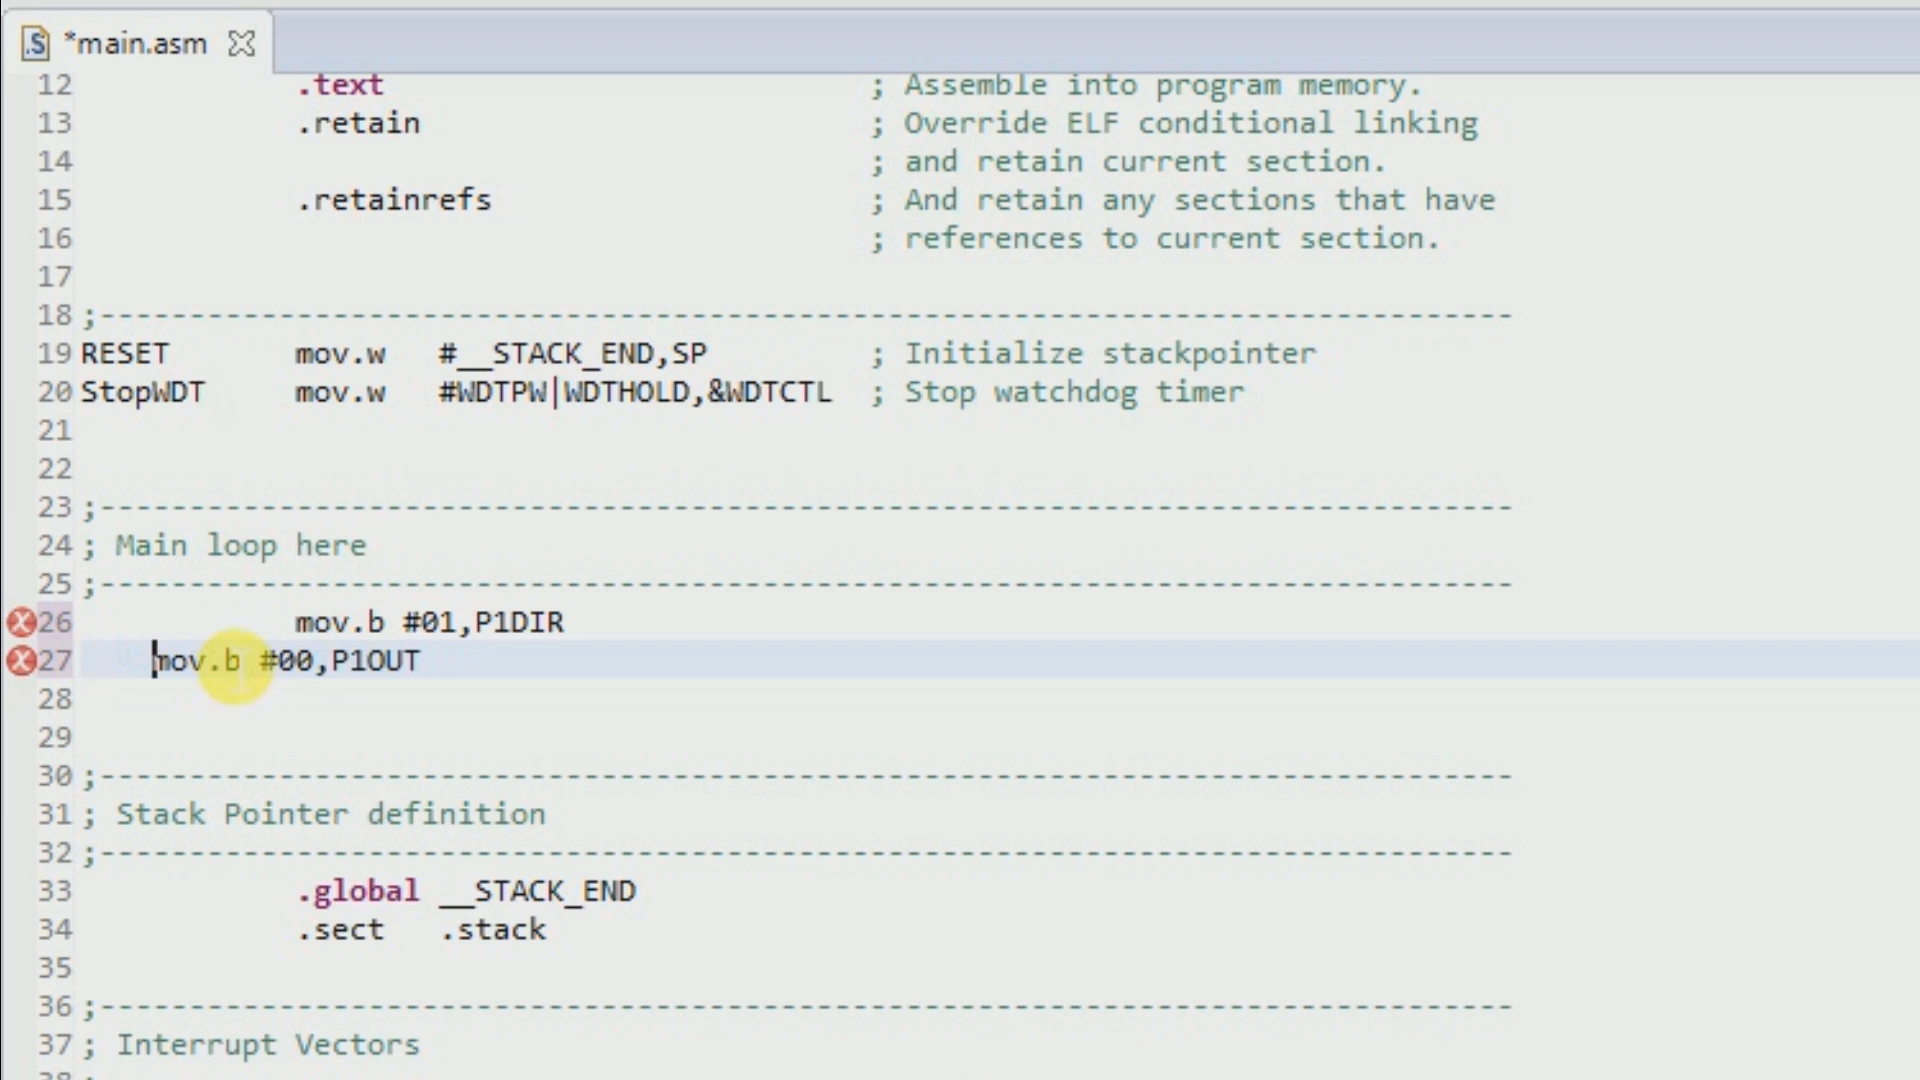 *main.asm
12 .text ; Assemble into program memory.
13 .retain ; Override ELF conditional linking
14 ; and retain current section.
15 .retainrefs ; And retain any sections that have
16 ; references to current section.
17
18 ;-------------------------------------------------------------------------------
19 RESET mov.w #__STACK_END,SP ; Initialize stackpointer
20 StopWDT mov.w #WDTPW|WDTHOLD,&WDTCTL ; Stop watchdog timer
21
22
23 ;-------------------------------------------------------------------------------
24 ; Main loop here
25 ;-------------------------------------------------------------------------------
26 mov.b #01,P1DIR
27 mov.b #00,P1OUT
28
29
30 ;-------------------------------------------------------------------------------
31 ; Stack Pointer definition
32 ;-------------------------------------------------------------------------------
33 .global __STACK_END
34 .sect .stack
35
36 ;-------------------------------------------------------------------------------
37 ; Interrupt Vectors
38 ;